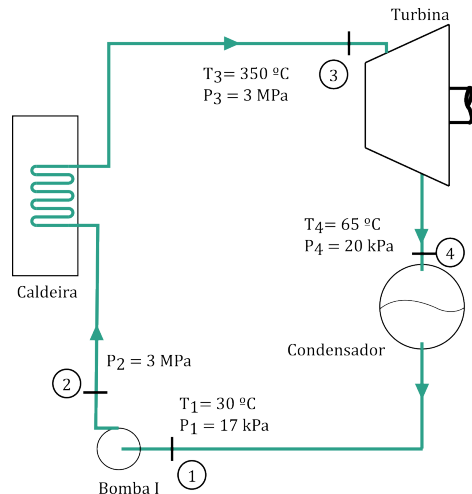 Turbina
3
T3= 350 ºC
P3= 3 MPa
T4= 65 ºC
P4= 20 kPa
4
Caldeira
Condensador
P2= 3 MPa
2
T1= 30 ºC
P1= 17 kPa
1
Bomba I